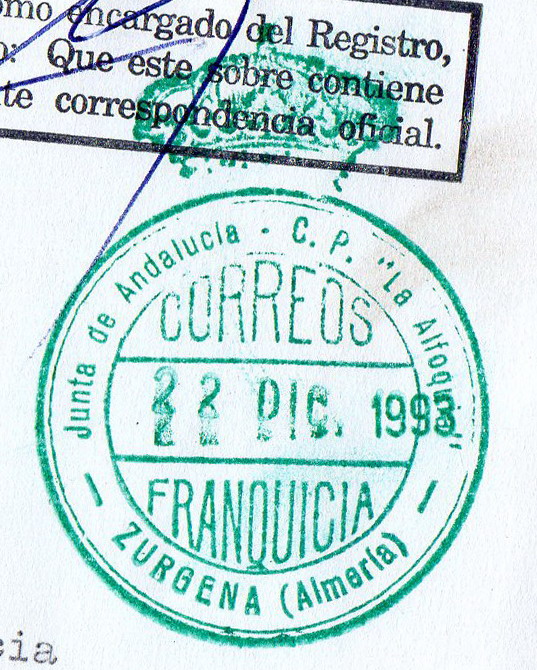 omo encargado del Registro,
o: Que este sobre contiene
te correspondencia oficial.
Junta de Andalucía · C. P. "La Alfoquía"
CORREOS
22 DIC. 1993
FRANQUICIA
ZURGENA (Almería)
cia